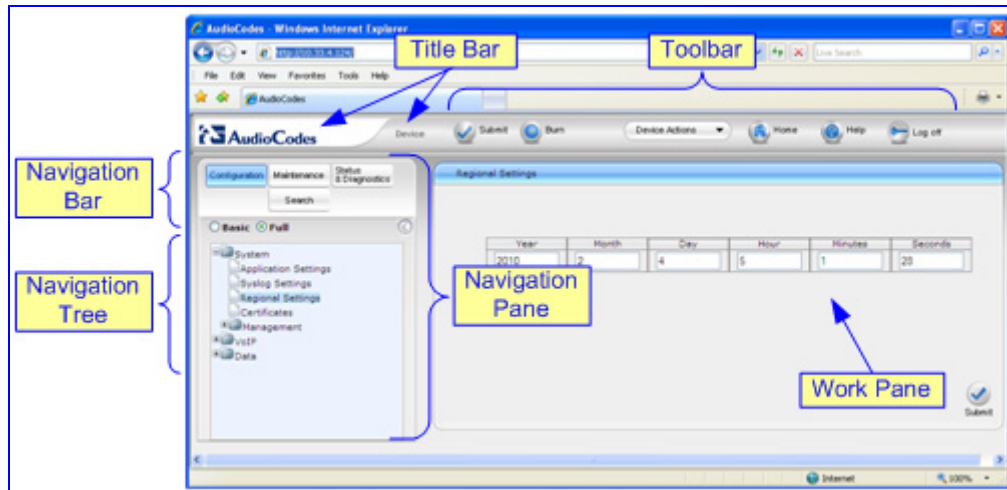 AudioCodes - Windows Internet Explorer
Title Bar
Toolbar
Live Search
File Edit View Favorites Tools Help
AudioCodes
AudioCodes
Device
Submit
Burn
Device Actions
Home
Help
Log off
Navigation
Bar
Configuration
Maintenance
Status
& Diagnostics
Search
Basic
Full
Regional Settings
Navigation
Tree
System
Application Settings
Syslog Settings
Regional Settings
Certificates
Management
VoIP
Data
Navigation
Pane
Year Month Day Hour Minutes Seconds
2010 2 4 5 1 28
Work Pane
Submit
Internet
100%